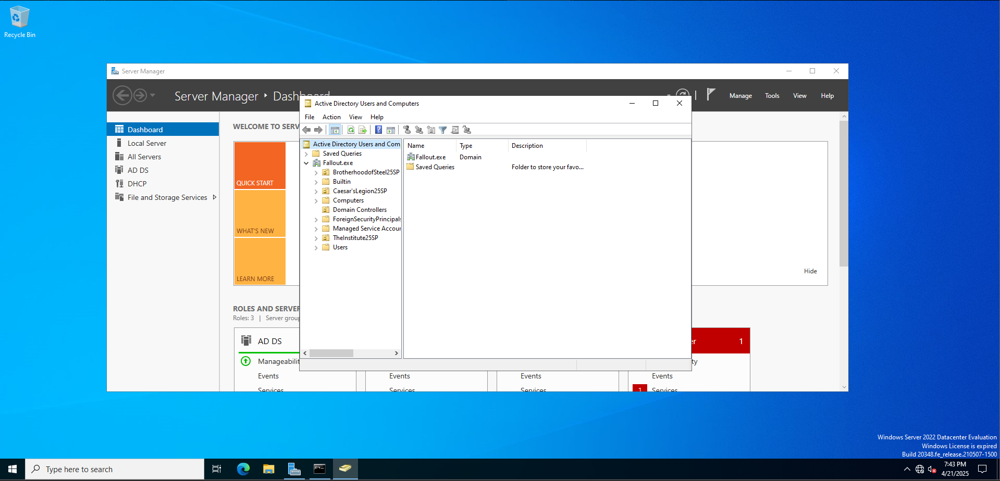 Recycle Bin
Server Manager
Server Manager
Manage
Tools
View
Help
Dashboard
Local Server
All Servers
AD DS
DHCP
File and Storage Services
WELCOME TO SERV
QUICK START
WHAT'S NEW
LEARN MORE
Hide
ROLES AND SERVER
Roles: 3 | Server group
AD DS
1
Manageabilit
ty
Events
Events
Events
Events
Services
Services
Services
1
Services
Active Directory Users and Computers
File
Action
View
Help
Active Directory Users and Com
Saved Queries
Fallout.exe
BrotherhoodofSteel25SP
Builtin
Caesar'sLegion25SP
Computers
Domain Controllers
ForeignSecurityPrincipals
Managed Service Accoun
TheInstitute25SP
Users
Name
Type
Description
Fallout.exe
Domain
Saved Queries
Folder to store your favo...
Windows Server 2022 Datacenter Evaluation
Windows License is expired
Build 20348.fe_release.210507-1500
Type here to search
7:43 PM
4/21/2025